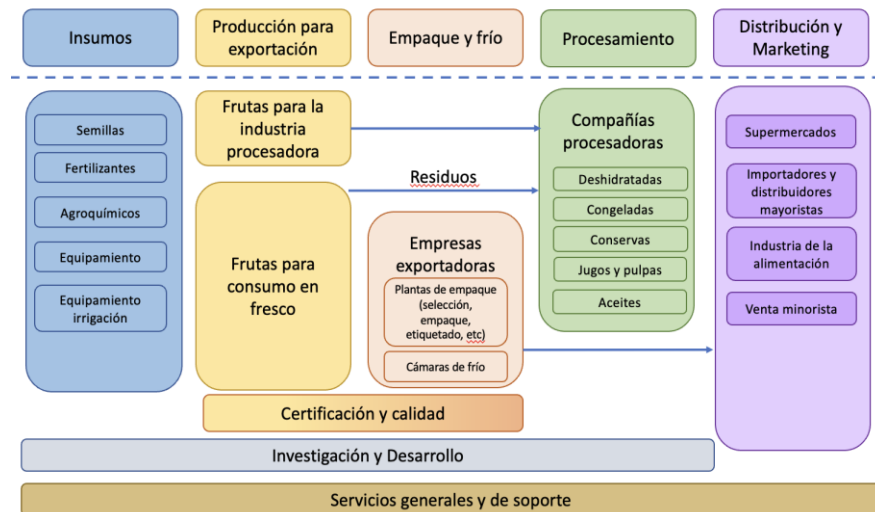 Insumos
Producción para
exportación
Empaque y frío
Procesamiento
Distribución y
Marketing
Semillas
Fertilizantes
Agroquímicos
Equipamiento
Equipamiento
irrigación
Frutas para la
industria
procesadora
Frutas para
consumo en
fresco
Residuos
Empresas
exportadoras
Plantas de empaque
(selección,
empaque,
etiquetado, etc)
Cámaras de frío
Compañías
procesadoras
Deshidratadas
Congeladas
Conservas
Jugos y pulpas
Aceites
Supermercados
Importadores y
distribuidores
mayoristas
Industria de la
alimentación
Venta minorista
Certificación y calidad
Investigación y Desarrollo
Servicios generales y de soporte